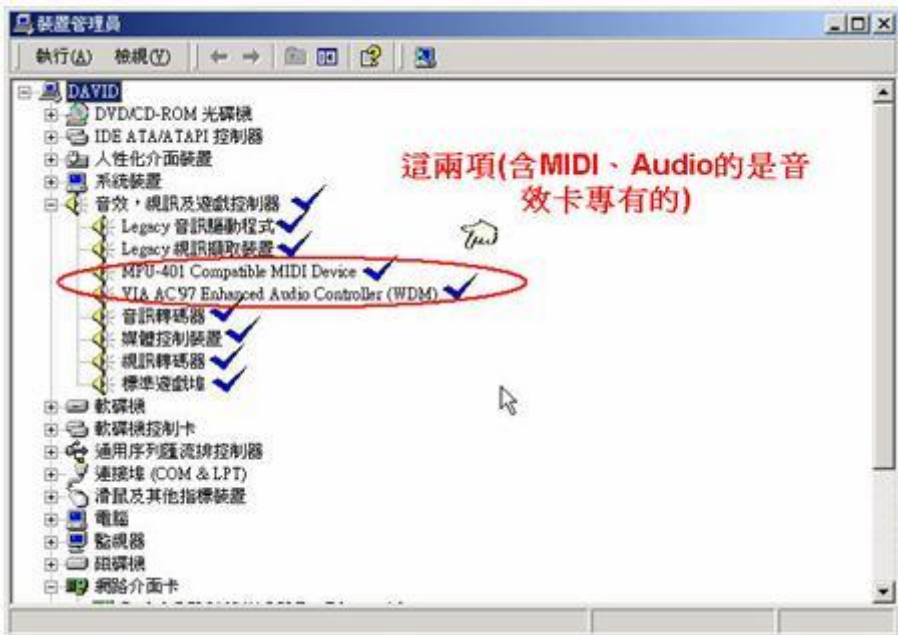 裝置管理員
執行(A) 檢視(V)
DAVID
DVD/CD-ROM 光碟機
IDE ATA/ATAPI 控制器
人性化介面裝置
系統裝置
音效，視訊及遊戲控制器
Legacy 音訊驅動程式
Legacy 視訊擷取裝置
MPU-401 Compatible MIDI Device
VIA AC'97 Enhanced Audio Controller (WDM)
音訊轉碼器
媒體控制裝置
視訊轉碼器
標準遊戲埠
軟碟機
軟碟機控制卡
通用序列匯流排控制器
連接埠 (COM & LPT)
滑鼠及其他指標裝置
電腦
監視器
磁碟機
網路介面卡
這兩項(含MIDI、Audio的是音
效卡專有的)